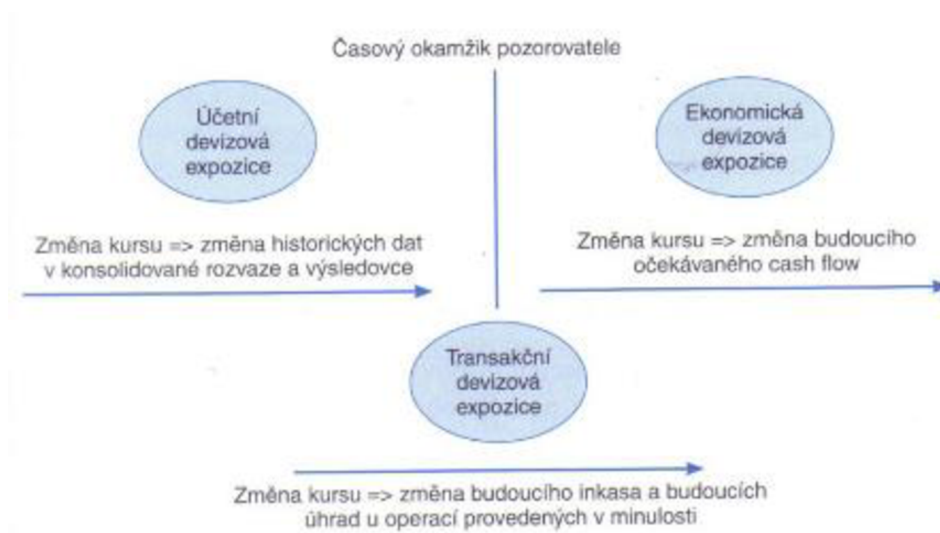 Časový okamžik pozorovatele
Účetní
devizová
expozice
Ekonomická
devizová
expozice
Změna kursu => změna historických dat
v konsolidované rozvaze a výsledovce
Změna kursu => změna budoucího
očekávaného cash flow
Transakční
devizová
expozice
Změna kursu => změna budoucího inkasa a budoucích
úhrad u operací provedených v minulosti